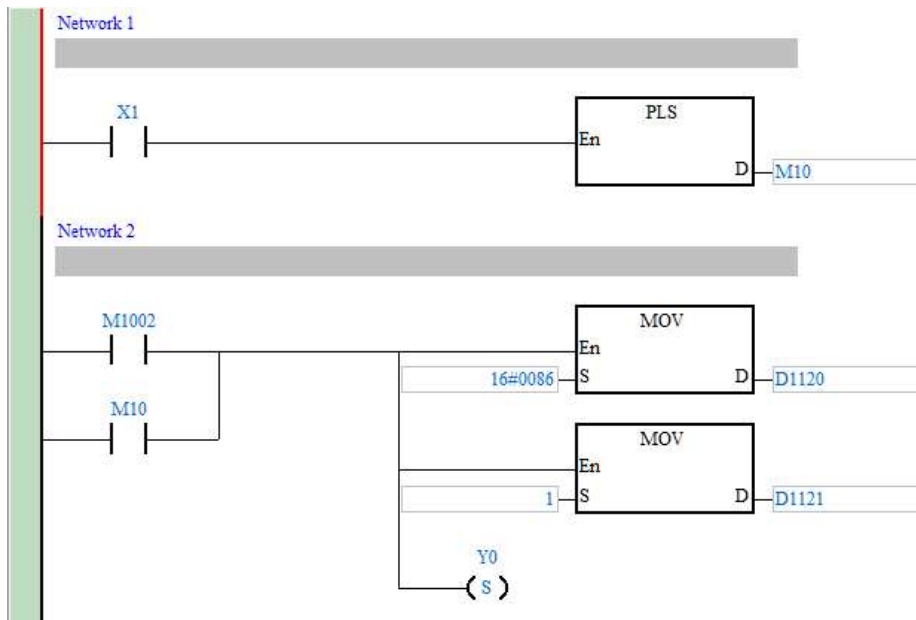 Network 1
X1
PLS
En
D
M10
Network 2
M1002
MOV
En
16#0086
S
D
D1120
M10
MOV
En
1
S
D
D1121
Y0
S